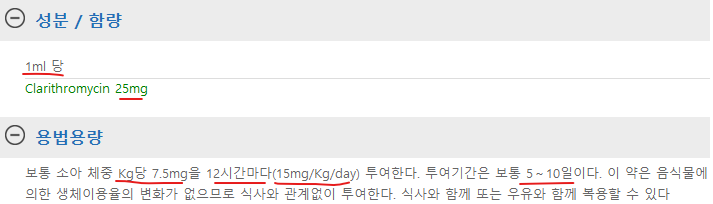 성분 / 함량
1ml 당
Clarithromycin 25mg
용법용량
보통 소아 체중 Kg당 7.5mg을 12시간마다(15mg/Kg/day) 투여한다. 투여기간은 보통 5~10일이다. 이 약은 음식물에
의한 생체이용율의 변화가 없으므로 식사와 관계없이 투여한다. 식사와 함께 또는 우유와 함께 복용할 수 있다